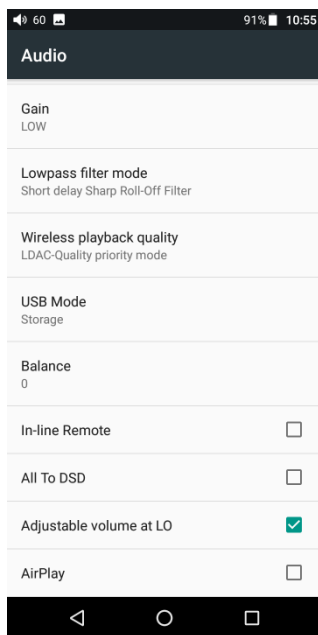 60 91% 10:55
Audio
Gain
LOW
Lowpass filter mode
Short delay Sharp Roll-Off Filter
Wireless playback quality
LDAC-Quality priority mode
USB Mode
Storage
Balance
0
In-line Remote
All To DSD
Adjustable volume at LO
AirPlay